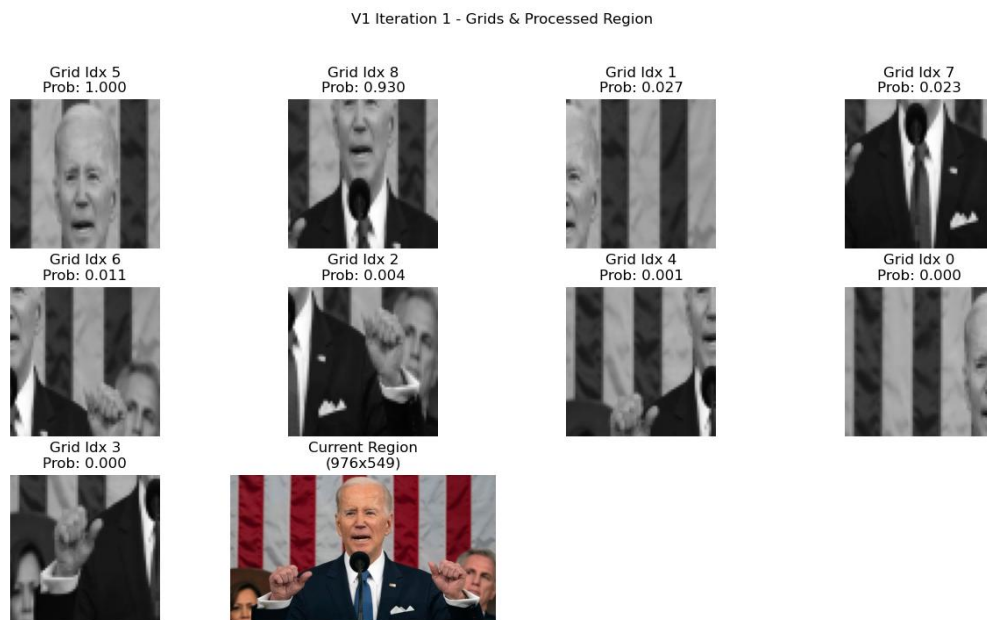 V1 Iteration 1 - Grids & Processed Region
Grid Idx 5
Prob: 1.000
Grid Idx 8
Prob: 0.930
Grid Idx 1
Prob: 0.027
Grid Idx 7
Prob: 0.023
Grid Idx 6
Prob: 0.011
Grid Idx 2
Prob: 0.004
Grid Idx 4
Prob: 0.001
Grid Idx 0
Prob: 0.000
Grid Idx 3
Prob: 0.000
Current Region
(976x549)